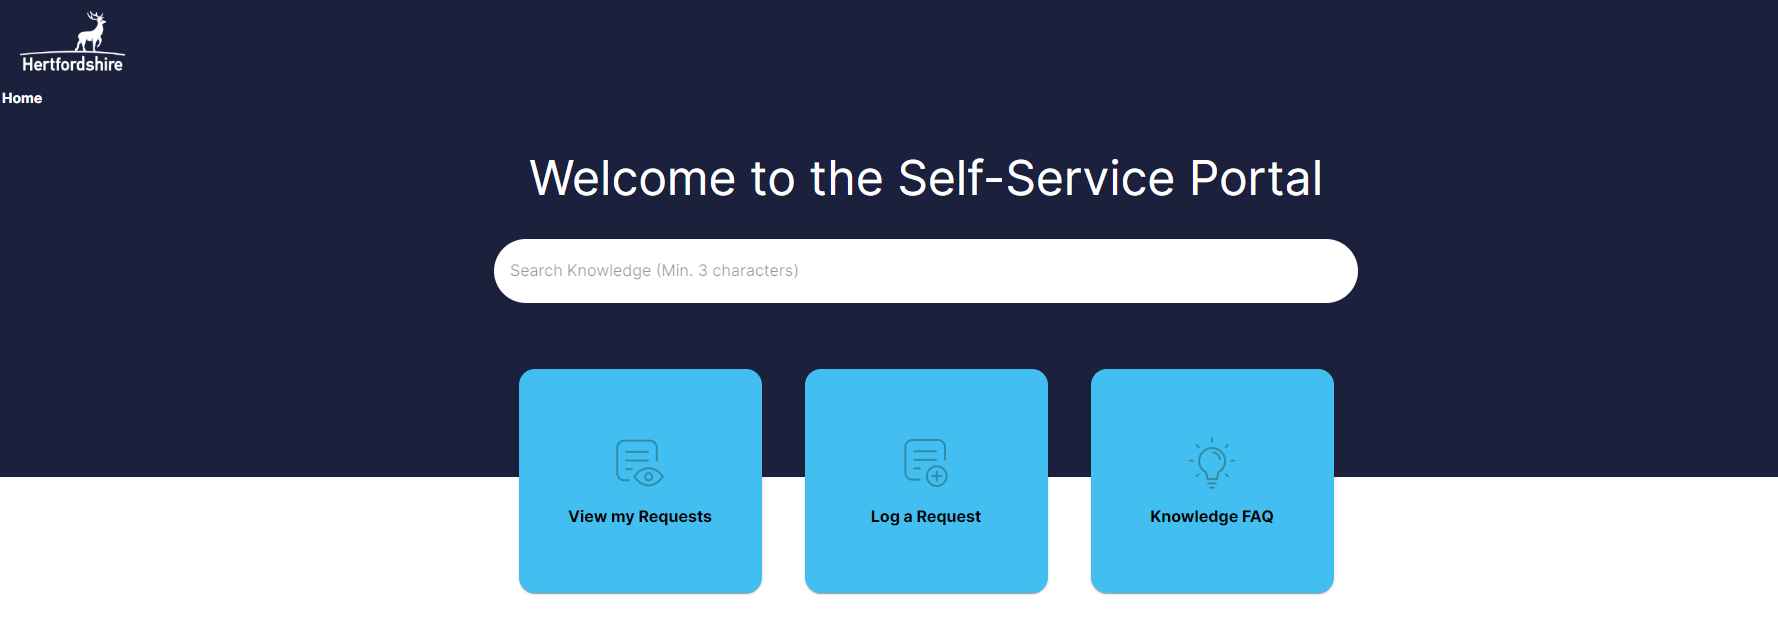 Hertfordshire
Home
Welcome to the Self-Service Portal
Search Knowledge (Min. 3 characters)
View my Requests
Log a Request
Knowledge FAQ